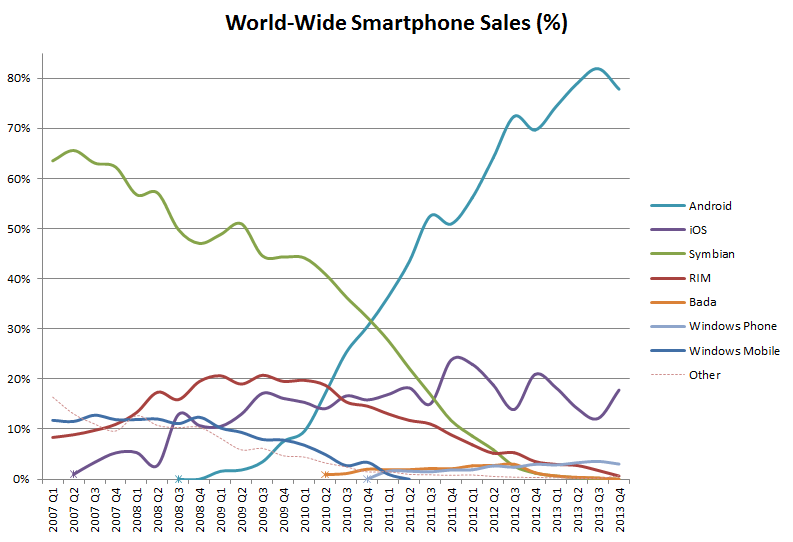 World-Wide Smartphone Sales (%)
80%
70%
60%
50%
40%
30%
20%
10%
0%
2007 Q1
2007 Q2
2007 Q3
2007 Q4
2008 Q1
2008 Q2
2008 Q3
2008 Q4
2009 Q1
2009 Q2
2009 Q3
2009 Q4
2010 Q1
2010 Q2
2010 Q3
2010 Q4
2011 Q1
2011 Q2
2011 Q3
2011 Q4
2012 Q1
2012 Q2
2012 Q3
2012 Q4
2013 Q1
2013 Q2
2013 Q3
2013 Q4
Android
iOS
Symbian
RIM
Bada
Windows Phone
Windows Mobile
Other